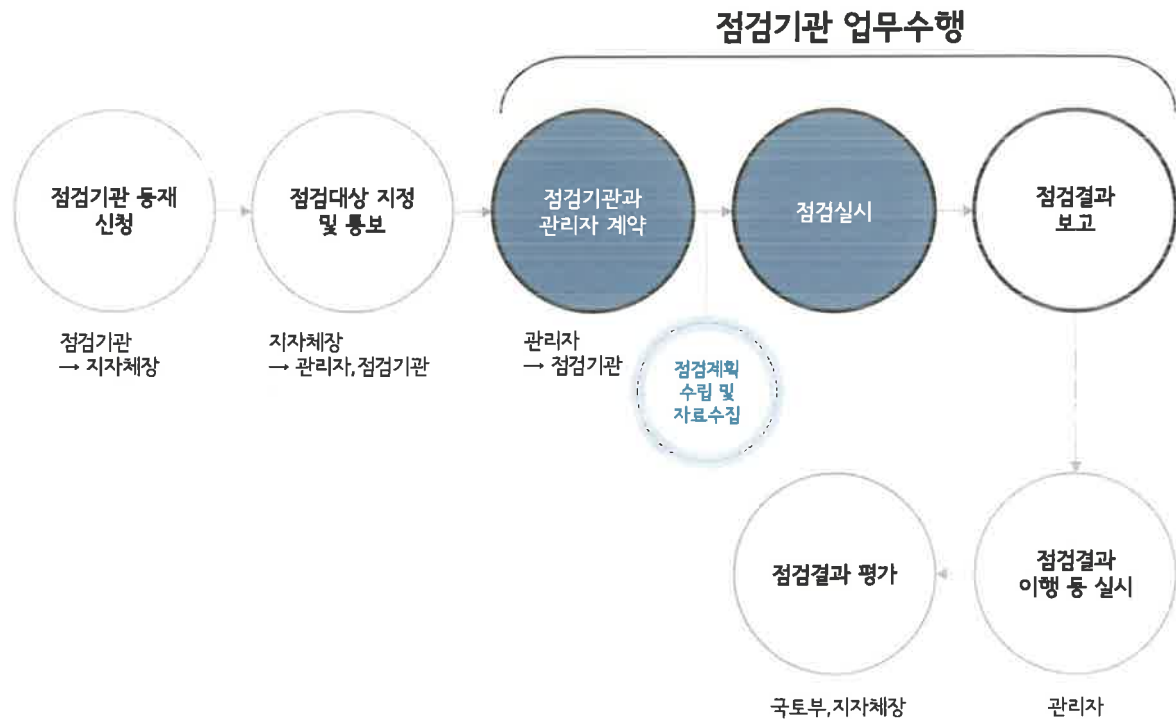 점검기관 업무수행
점검기관 등재
신청
점검대상 지정
및 통보
점검기관과
관리자 계약
점검실시
점검결과
보고
점검기관
→ 지자체장
지자체장
→ 관리자,점검기관
관리자
→ 점검기관
점검계획
수립 및
자료수집
점검결과
이행 등 실시
점검결과 평가
관리자
국토부,지자체장